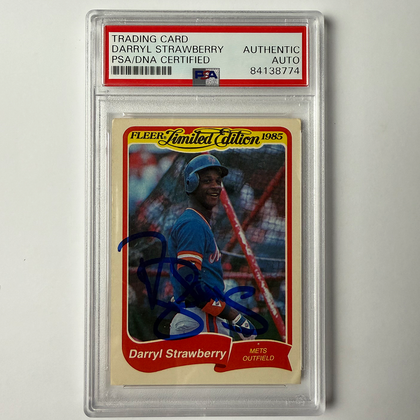 TRADING CARD
DARRYL STRAWBERRY
PSA/DNA CERTIFIED
AUTHENTIC
AUTO
84138774
PSA
FLEER Limited Edition 1985
Darryl Strawberry
METS
OUTFIELD